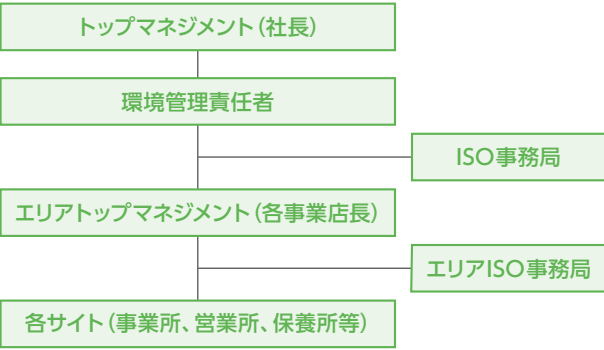 トップマネジメント（社長）
環境管理責任者
ISO事務局
エリアトップマネジメント（各事業店長）
エリアISO事務局
各サイト（事業所、営業所、保養所等）